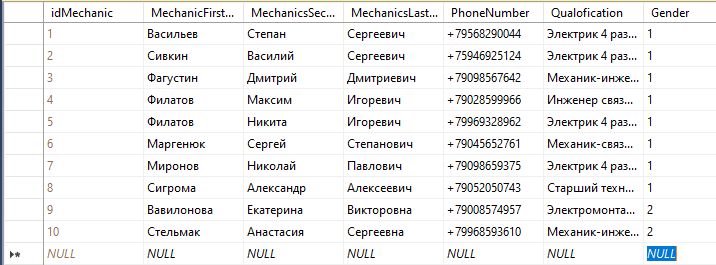 idMechanic MechanicFirst... MechanicsSec... MechanicsLast... PhoneNumber Qualofication Gender
1 Васильев Степан Сергеевич +79568290044 Электрик 4 раз... 1
2 Сивкин Василий Сергеевич +75946925124 Электрик 4 раз... 1
3 Фагустин Дмитрий Дмитриевич +79098567642 Механик-инже... 1
4 Филатов Максим Игоревич +79028599966 Инженер связ... 1
5 Филатов Никита Игоревич +79969328962 Электрик 4 раз... 1
6 Маргенюк Сергей Степанович +79045652761 Механик-связ... 1
7 Миронов Николай Павлович +79098659375 Электрик 4 раз... 1
8 Сигрома Александр Алексеевич +79052050743 Старший техн... 1
9 Вавилонова Екатерина Викторовна +79008574957 Электромонта... 2
10 Стельмак Анастасия Сергеевна +79968593610 Механик-инже... 2
NULL NULL NULL NULL NULL NULL NULL